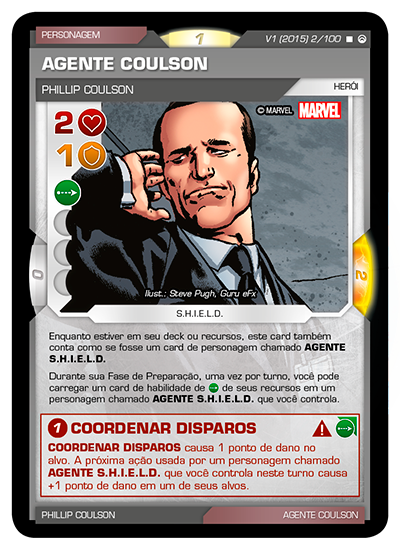 PERSONAGEM
1
V1 (2015) 2/100
AGENTE COULSON
PHILLIP COULSON
HERÓI
2
© MARVEL MARVEL
1
0
2
Ilust.: Steve Pugh, Guru eFx
S.H.I.E.L.D.
Enquanto estiver em seu deck ou recursos, este card também
conta como se fosse um card de personagem chamado AGENTE
S.H.I.E.L.D.
Durante sua Fase de Preparação, uma vez por turno, você pode
carregar um card de habilidade de de seus recursos em um
personagem chamado AGENTE S.H.I.E.L.D. que você controla.
1 COORDENAR DISPAROS
COORDENAR DISPAROS causa 1 ponto de dano no
alvo. A próxima ação usada por um personagem chamado
AGENTE S.H.I.E.L.D. que você controla neste turno causa
+1 ponto de dano em um de seus alvos.
PHILLIP COULSON
AGENTE COULSON